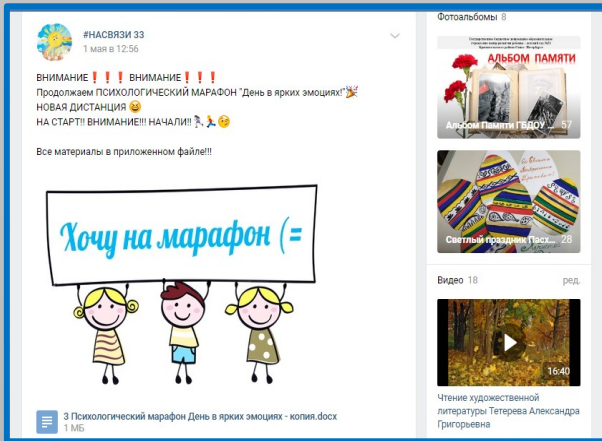 #НАСВЯЗИ 33
1 мая в 12:56
ВНИМАНИЕ❗❗❗ ВНИМАНИЕ❗❗❗
Продолжаем ПСИХОЛОГИЧЕСКИЙ МАРАФОН "День в ярких эмоциях!"🎉
НОВАЯ ДИСТАНЦИЯ😆
НА СТАРТ!! ВНИМАНИЕ!!! НАЧАЛИ!!
Все материалы в приложенном файле!!!
Хочу на марафон (=
3 Психологический марафон День в ярких эмоциях - копия.docx
1 МБ
Фотоальбомы 8
АЛЬБОМ ПАМЯТИ
Альбом Памяти ГБДОУ ... 57
Светлый праздник Пасх... 28
Видео 18 ред.
16:40
Чтение художественной
литературы Тетерева Александра
Григорьевна